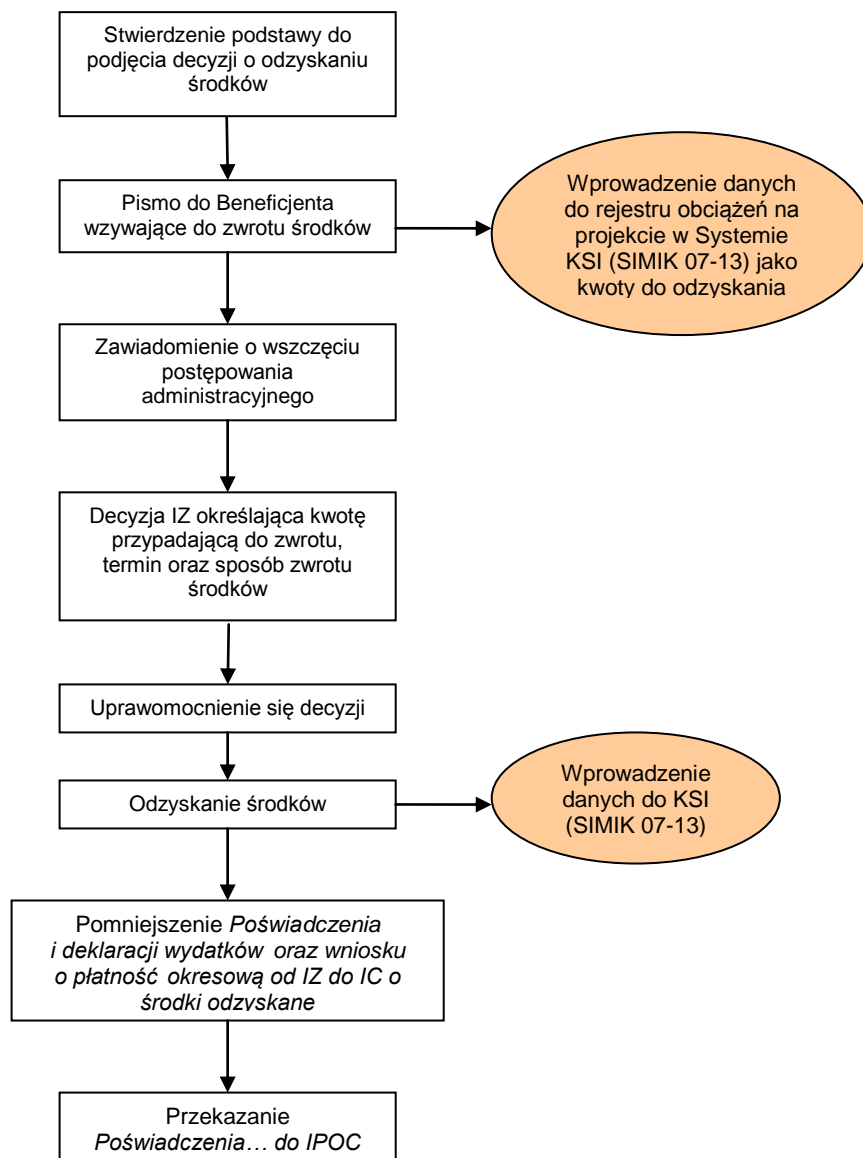 Stwierdzenie podstawy do
podjęcia decyzji o odzyskaniu
środków
Pismo do Beneficjenta
wzywające do zwrotu środków
Wprowadzenie danych
do rejestru obciążeń na
projekcie w Systemie
KSI (SIMIK 07-13) jako
kwoty do odzyskania
Zawiadomienie o wszczęciu
postępowania
administracyjnego
Decyzja IZ określająca kwotę
przypadającą do zwrotu,
termin oraz sposób zwrotu
środków
Uprawomocnienie się decyzji
Odzyskanie środków
Wprowadzenie
danych do KSI
(SIMIK 07-13)
Pomniejszenie Poświadczenia
i deklaracji wydatków oraz wniosku
o płatność okresową od IZ do IC o
środki odzyskane
Przekazanie
Poświadczenia… do IPOC